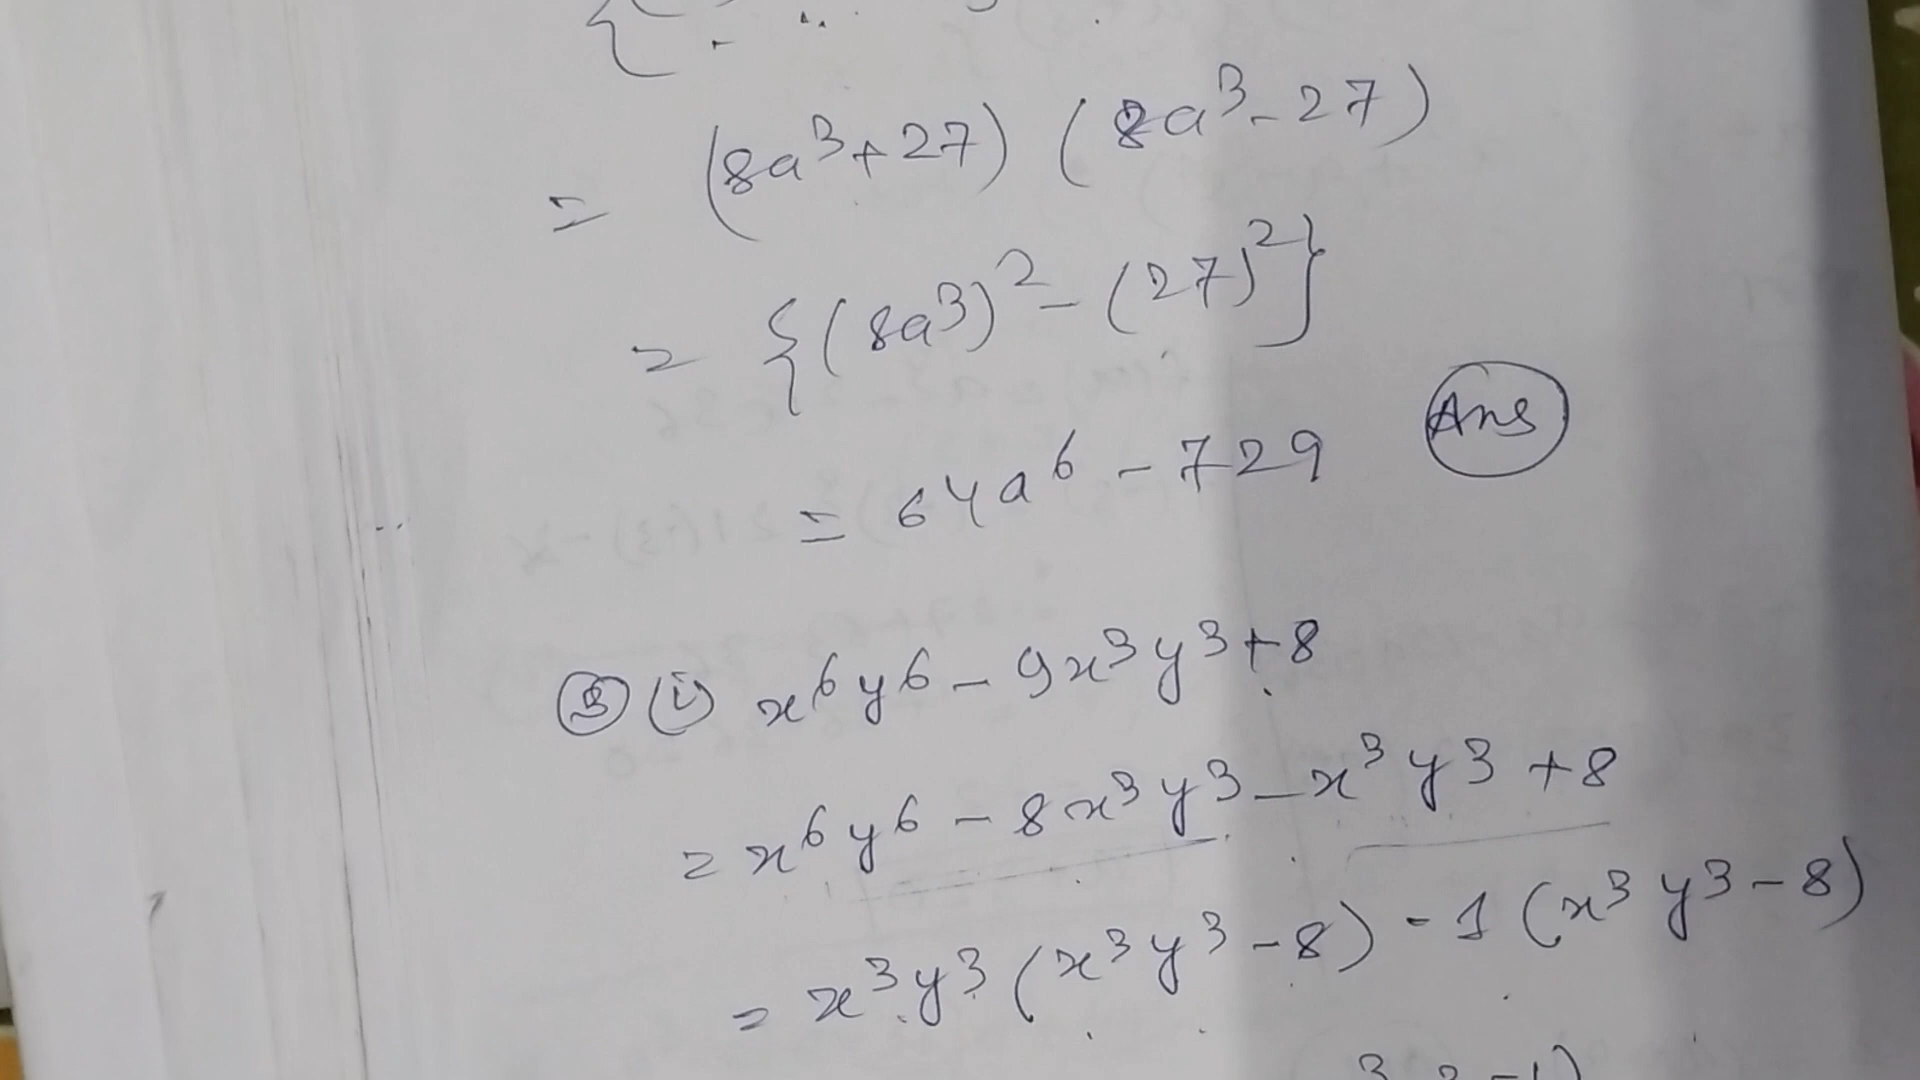 = (8a³+27) (8a³-27)
= {(8a³)² - (27)²}
= 64a⁶ - 729 Ans
③ (i) x⁶y⁶ - 9x³y³+8
= x⁶y⁶ - 8x³y³ - x³y³ +8
= x³y³ (x³y³-8) - 1 (x³y³-8)